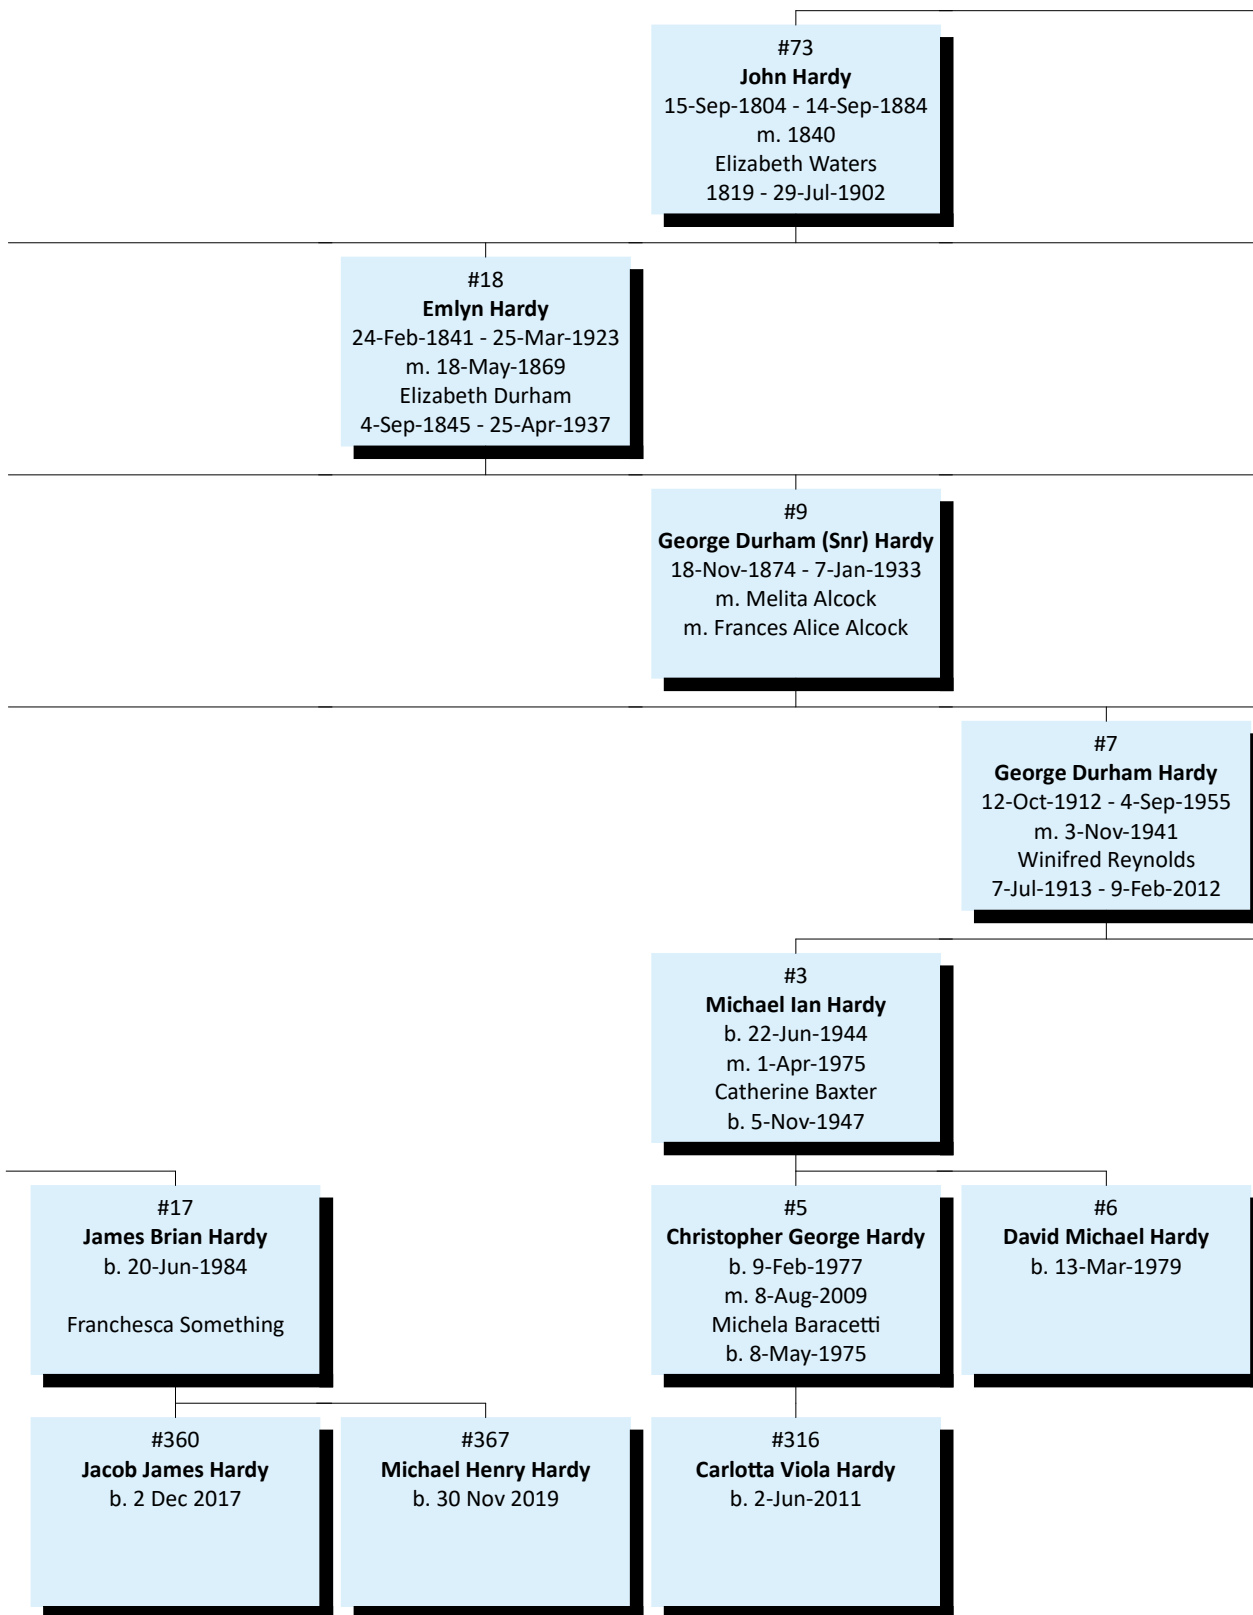 #73
John Hardy
15-Sep-1804 - 14-Sep-1884
m. 1840
Elizabeth Waters
1819 - 29-Jul-1902
#18
Emlyn Hardy
24-Feb-1841 - 25-Mar-1923
m. 18-May-1869
Elizabeth Durham
4-Sep-1845 - 25-Apr-1937
#9
George Durham (Snr) Hardy
18-Nov-1874 - 7-Jan-1933
m. Melita Alcock
m. Frances Alice Alcock
#7
George Durham Hardy
12-Oct-1912 - 4-Sep-1955
m. 3-Nov-1941
Winifred Reynolds
7-Jul-1913 - 9-Feb-2012
#3
Michael Ian Hardy
b. 22-Jun-1944
m. 1-Apr-1975
Catherine Baxter
b. 5-Nov-1947
#17
James Brian Hardy
b. 20-Jun-1984
Franchesca Something
#5
Christopher George Hardy
b. 9-Feb-1977
m. 8-Aug-2009
Michela Baracetti
b. 8-May-1975
#6
David Michael Hardy
b. 13-Mar-1979
#360
Jacob James Hardy
b. 2 Dec 2017
#367
Michael Henry Hardy
b. 30 Nov 2019
#316
Carlotta Viola Hardy
b. 2-Jun-2011